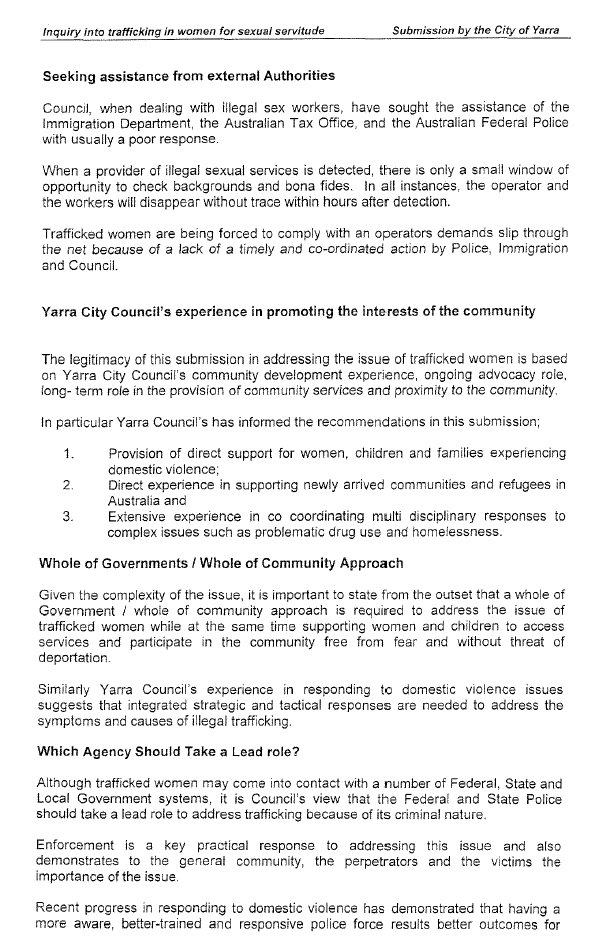 Inquiry into trafficking in women for sexual servitude Submission by the City of Yarra
Seeking assistance from external Authorities
Council, when dealing with illegal sex workers, have sought the assistance of the
Immigration Department, the Australian Tax Office, and the Australian Federal Police
with usually a poor response.
When a provider of illegal sexual services is detected, there is only a small window of
opportunity to check backgrounds and bona fides. In all instances, the operator and
the workers will disappear without trace within hours after detection.
Trafficked women are being forced to comply with an operators demands slip through
the net because of a lack of a timely and co-ordinated action by Police, Immigration
and Council.
Yarra City Council's experience in promoting the interests of the community
The legitimacy of this submission in addressing the issue of trafficked women is based
on Yarra City Council's community development experience, ongoing advocacy role,
long- term role in the provision of community services and proximity to the community.
In particular Yarra Council's has informed the recommendations in this submission;
1. Provision of direct support for women, children and families experiencing
domestic violence;
2. Direct experience in supporting newly arrived communities and refugees in
Australia and
3. Extensive experience in co coordinating multi disciplinary responses to
complex issues such as problematic drug use and homelessness.
Whole of Governments / Whole of Community Approach
Given the complexity of the issue, it is important to state from the outset that a whole of
Government / whole of community approach is required to address the issue of
trafficked women while at the same time supporting women and children to access
services and participate in the community free from fear and without threat of
deportation.
Similarly Yarra Council's experience in responding to domestic violence issues
suggests that integrated strategic and tactical responses are needed to address the
symptoms and causes of illegal trafficking.
Which Agency Should Take a Lead role?
Although trafficked women may come into contact with a number of Federal, State and
Local Government systems, it is Council's view that the Federal and State Police
should take a lead role to address trafficking because of its criminal nature.
Enforcement is a key practical response to addressing this issue and also
demonstrates to the general community, the perpetrators and the victims the
importance of the issue.
Recent progress in responding to domestic violence has demonstrated that having a
more aware, better-trained and responsive police force results better outcomes for